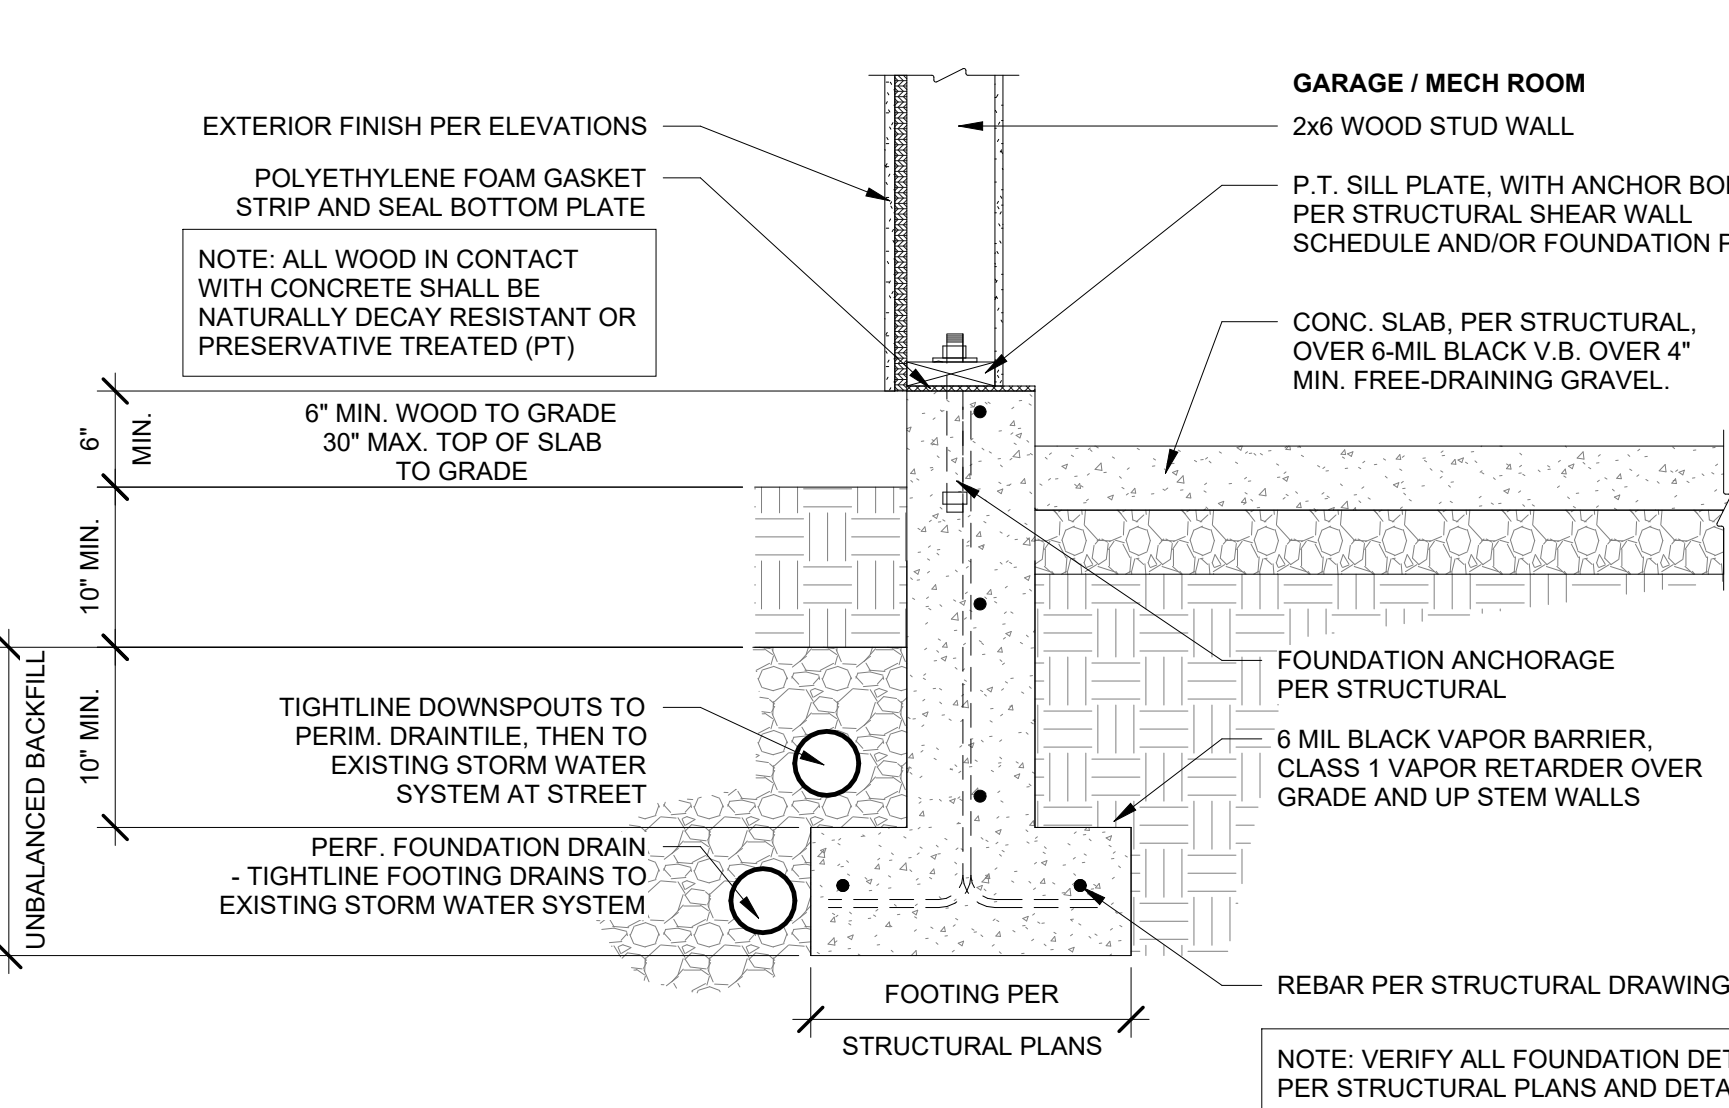 EXTERIOR FINISH PER ELEVATIONS
POLYETHYLENE FOAM GASKET
STRIP AND SEAL BOTTOM PLATE
NOTE: ALL WOOD IN CONTACT
WITH CONCRETE SHALL BE
NATURALLY DECAY RESISTANT OR
PRESERVATIVE TREATED (PT)
6"
MIN.
6" MIN. WOOD TO GRADE
30" MAX. TOP OF SLAB
TO GRADE
10" MIN.
10" MIN.
UNBALANCED BACKFILL
TIGHTLINE DOWNSPOUTS TO
PERIM. DRAINTILE, THEN TO
EXISTING STORM WATER
SYSTEM AT STREET
PERF. FOUNDATION DRAIN
- TIGHTLINE FOOTING DRAINS TO
EXISTING STORM WATER SYSTEM
FOOTING PER
STRUCTURAL PLANS
GARAGE / MECH ROOM
2x6 WOOD STUD WALL
P.T. SILL PLATE, WITH ANCHOR
PER STRUCTURAL SHEAR WALL
SCHEDULE AND/OR FOUNDATION
CONC. SLAB, PER STRUCTURAL,
OVER 6-MIL BLACK V.B. OVER 4"
MIN. FREE-DRAINING GRAVEL.
FOUNDATION ANCHORAGE
PER STRUCTURAL
6 MIL BLACK VAPOR BARRIER,
CLASS 1 VAPOR RETARDER OVER
GRADE AND UP STEM WALLS
REBAR PER STRUCTURAL DRAWING
NOTE: VERIFY ALL FOUNDATION
PER STRUCTURAL PLANS AND